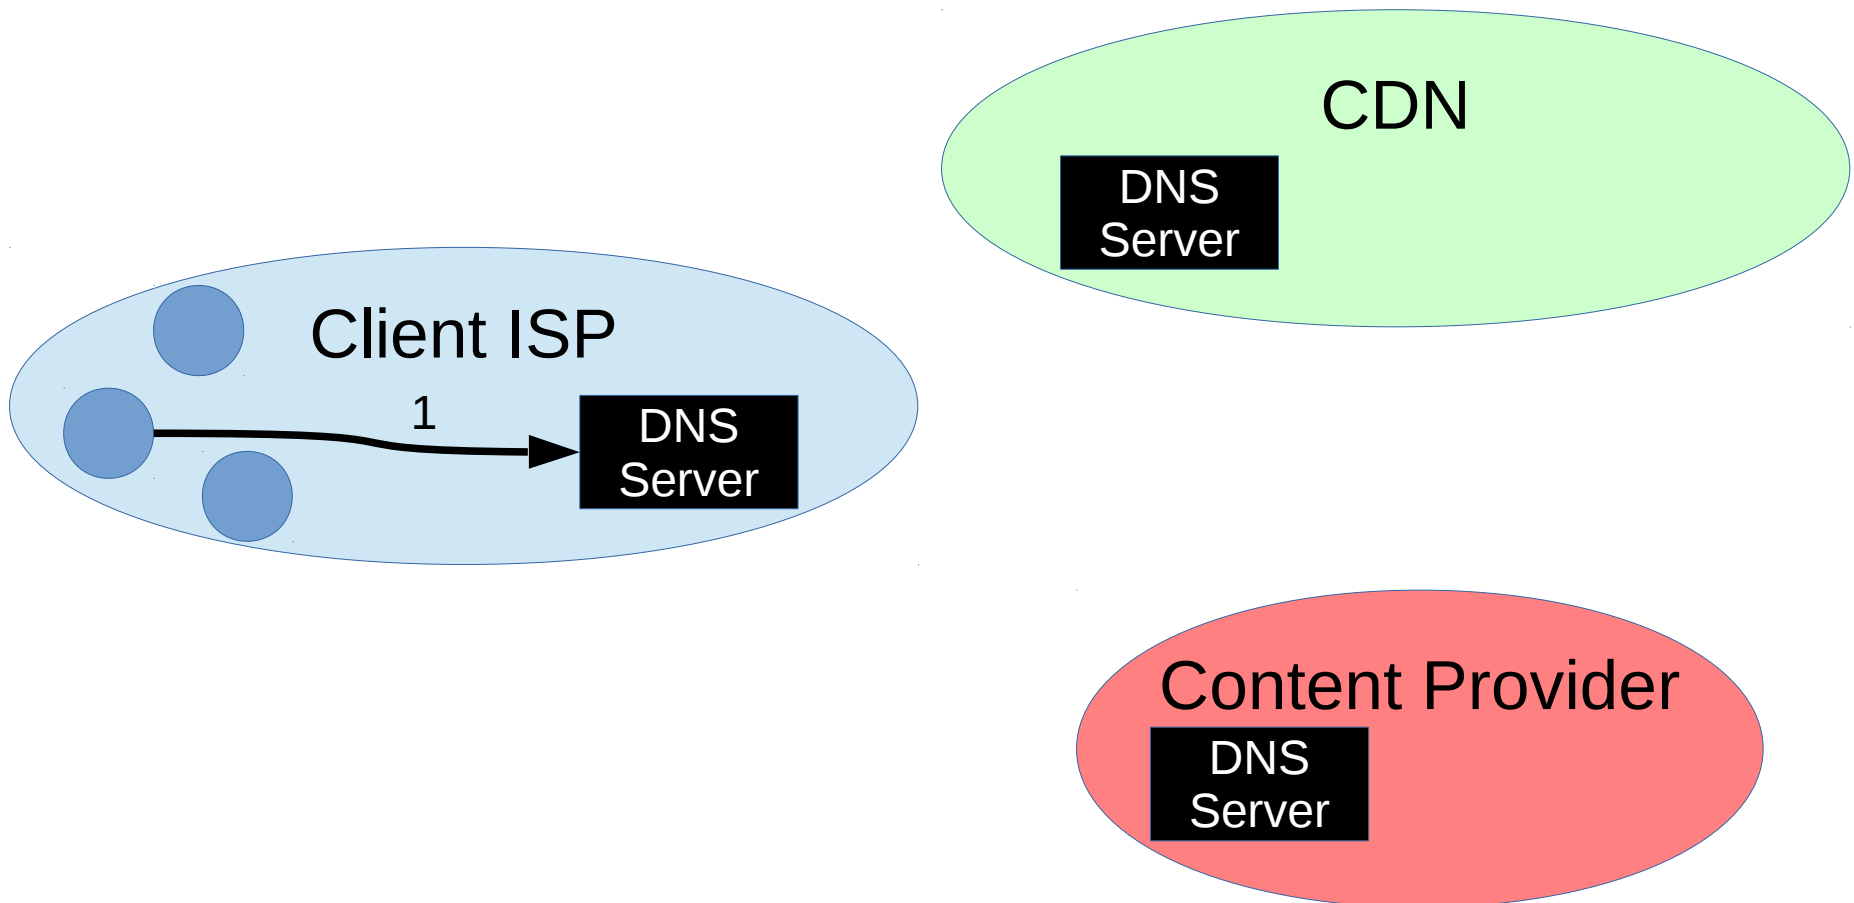 CDN
DNS
Server
Client ISP
1
DNS
Server
Content Provider
DNS
Server